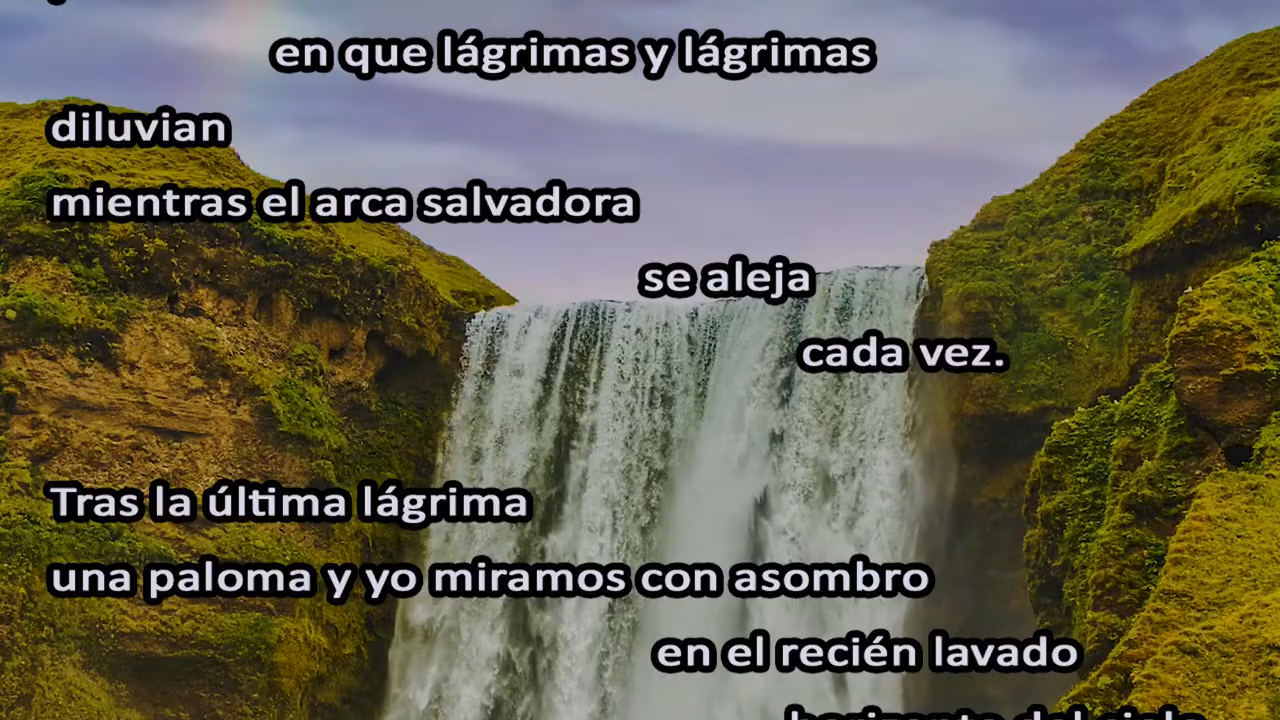 en que lágrimas y lágrimas
diluvian
mientras el arca salvadora
se aleja
cada vez.
Tras la última lágrima
una paloma y yo miramos con asombro
en el recién lavado